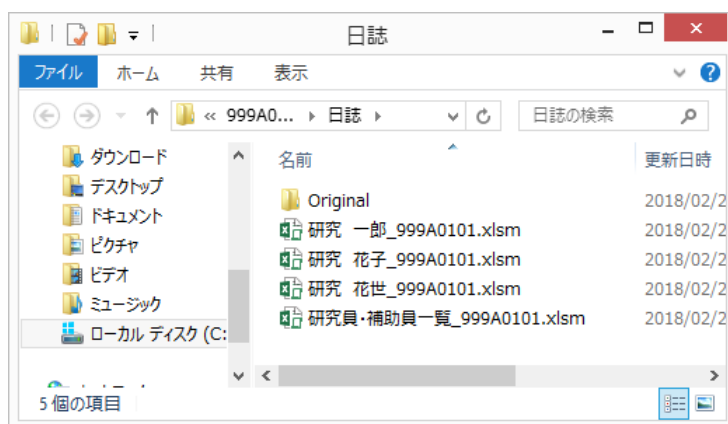 日誌
ファイル ホーム 共有 表示
« 999A0... ▸ 日誌 ▸ 日誌の検索
ダウンロード
デスクトップ
ドキュメント
ピクチャ
ビデオ
ミュージック
ローカル ディスク (C:
名前 更新日時
Original 2018/02/2
研究 一郎_999A0101.xlsm 2018/02/2
研究 花子_999A0101.xlsm 2018/02/2
研究 花世_999A0101.xlsm 2018/02/2
研究員・補助員一覧_999A0101.xlsm 2018/02/2
5 個の項目